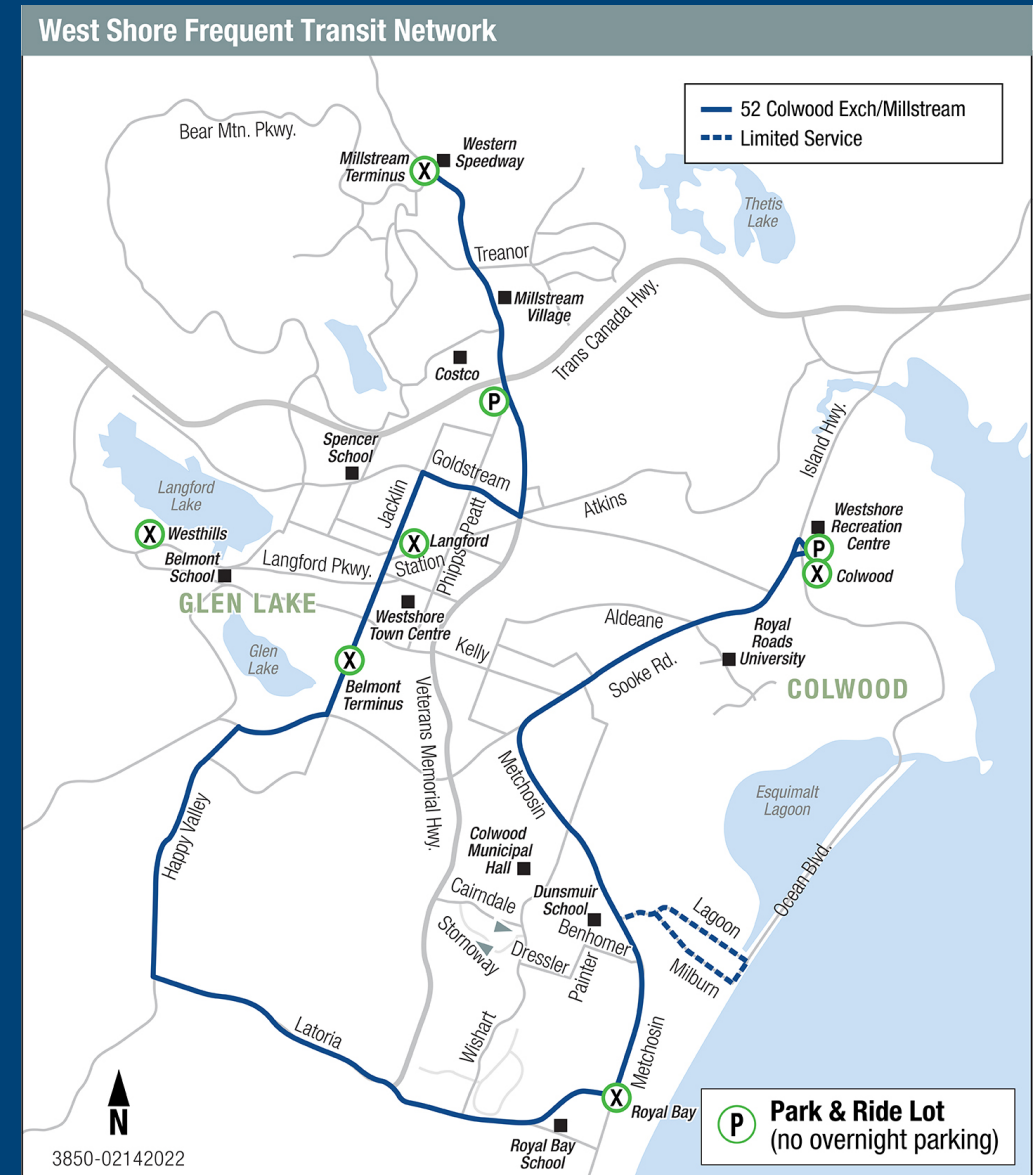 West Shore Frequent Transit Network
52 Colwood Exch/Millstream
Limited Service
Bear Mtn. Pkwy.
Millstream
Terminus
X
Western
Speedway
Thetis
Lake
Treanor
Millstream
Village
Trans Canada Hwy.
Costco
P
Island Hwy.
Spencer
School
Goldstream
Langford
Lake
Jacklin
Peatt
Atkins
Westshore
Recreation
Centre
X
Westhills
X
Langford
P
Belmont
School
Langford Pkwy.
Station
Phipps
X
Colwood
GLEN LAKE
Westshore
Town Centre
Aldeane
Royal
Roads
University
Glen
Lake
Kelly
Sooke Rd.
X
Belmont
Terminus
COLWOOD
Veterans Memorial Hwy.
Metchosin
Esquimalt
Lagoon
Happy Valley
Colwood
Municipal
Hall
Ocean Blvd.
Cairndale
Dunsmuir
School
Lagoon
Stornoway
Benhomer
Dressler
Painter
Milburn
Latoria
Wishart
Metchosin
X
Royal Bay
N
Royal Bay
School
P
Park & Ride Lot
(no overnight parking)
3850-02142022